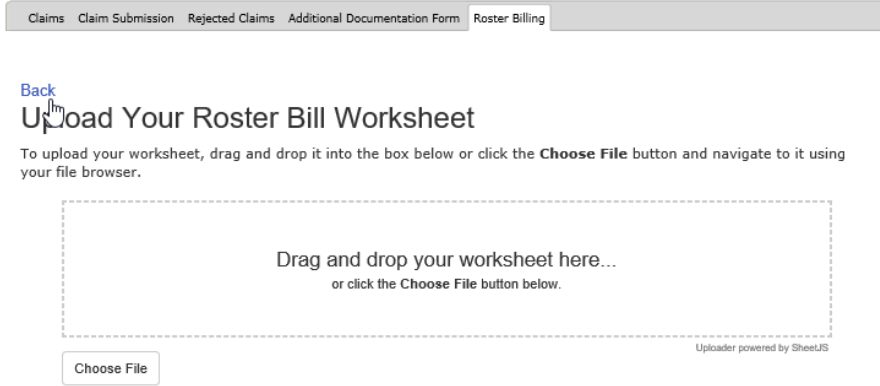 Claims Claim Submission Rejected Claims Additional Documentation Form Roster Billing
Back
Upload Your Roster Bill Worksheet
To upload your worksheet, drag and drop it into the box below or click the Choose File button and navigate to it using
your file browser.
Drag and drop your worksheet here...
or click the Choose File button below.
Uploader powered by SheetJS
Choose File